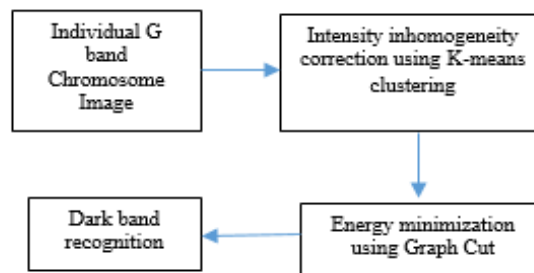 Individual G
band
Chromosome
Image
Intensity inhomogeneity
correction using K-means
clustering
Energy minimization
using Graph Cut
Dark band
recognition